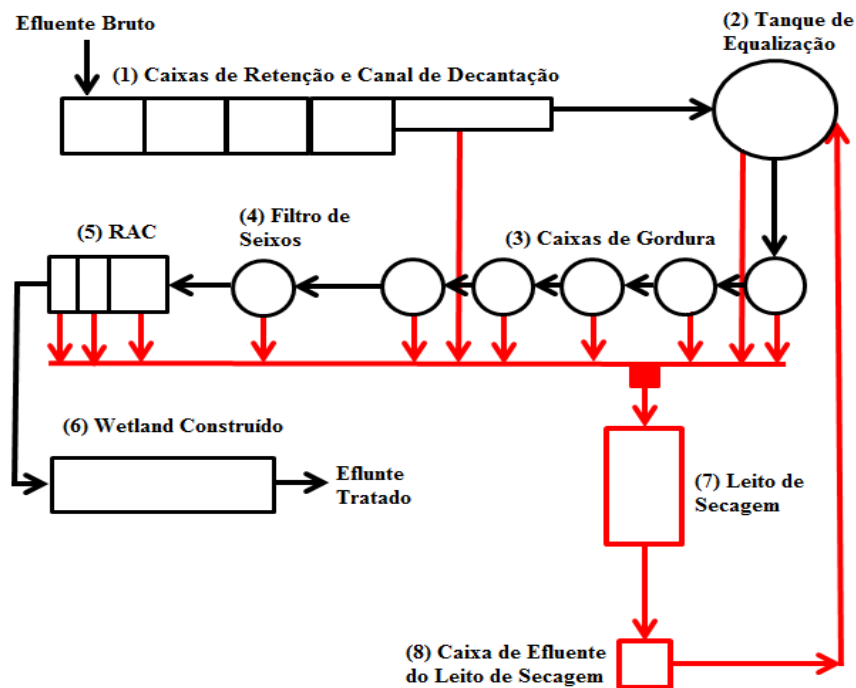 Efluente Bruto
(2) Tanque de
Equalização
(1) Caixas de Retenção e Canal de Decantação
(4) Filtro de
Seixos
(5) RAC
(3) Caixas de Gordura
(6) Wetland Construído
Eflunte
Tratado
(7) Leito de
Secagem
(8) Caixa de Efluente
do Leito de Secagem